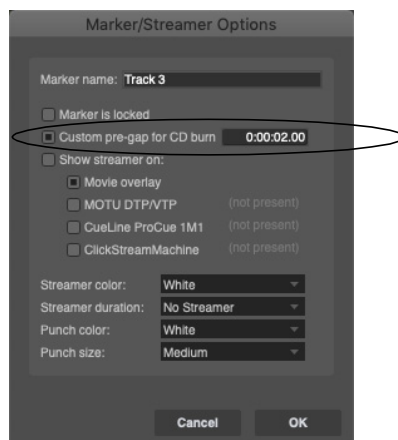 Marker/Streamer Options
Marker name: Track 3
Marker is locked
Custom pre-gap for CD burn 0:00:02.00
Show streamer on:
Movie overlay
MOTU DTP/VTP (not present)
CueLine ProCue 1M1 (not present)
ClickStreamMachine (not present)
Streamer color: White
Streamer duration: No Streamer
Punch color: White
Punch size: Medium
Cancel OK